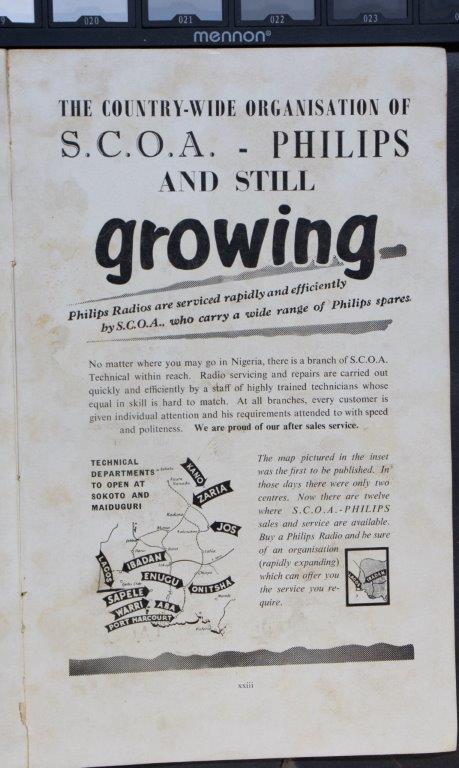 020
021
022
023
mennon®
THE COUNTRY-WIDE ORGANISATION OF
S.C.O.A. - PHILIPS
AND STILL
growing
Philips Radios are serviced rapidly and efficiently
by S.C.O.A., who carry a wide range of Philips spares.
No matter where you may go in Nigeria, there is a branch of S.C.O.A.
Technical within reach. Radio servicing and repairs are carried out
quickly and efficiently by a staff of highly trained technicians whose
equal in skill is hard to match. At all branches, every customer is
given individual attention and his requirements attended to with speed
and politeness. We are proud of our after sales service.
TECHNICAL
DEPARTMENTS
TO OPEN AT
SOKOTO AND
MAIDUGURI
Sokoto
KANO
ZARIA
Kaduna
JOS
LAGOS
IBADAN
ENUGU
ONITSHA
SAPELE
WARRI
ABA
PORT HARCOURT
The map pictured in the inset
was the first to be published. In
those days there were only two
centres. Now there are twelve
where S.C.O.A.-PHILIPS
sales and service are available.
Buy a Philips Radio and be sure
of an organisation
(rapidly expanding)
which can offer you
the service you re-
quire.
xxiii